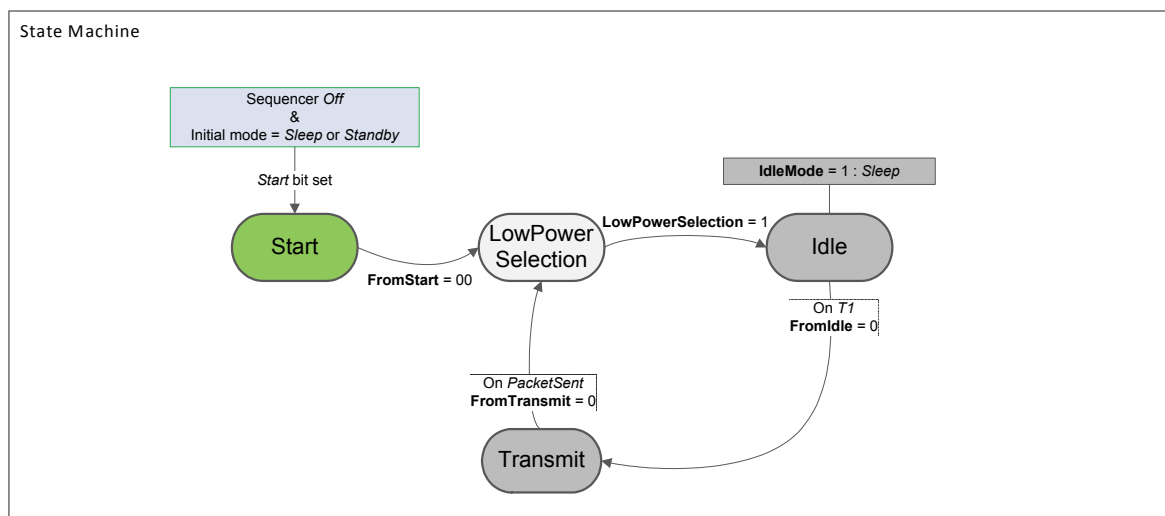 State Machine
Sequencer Off
&
Initial mode = Sleep or Standby
Start bit set
IdleMode = 1 : Sleep
Start
FromStart = 00
LowPower
Selection
LowPowerSelection = 1
Idle
On T1
FromIdle = 0
On PacketSent
FromTransmit = 0
Transmit